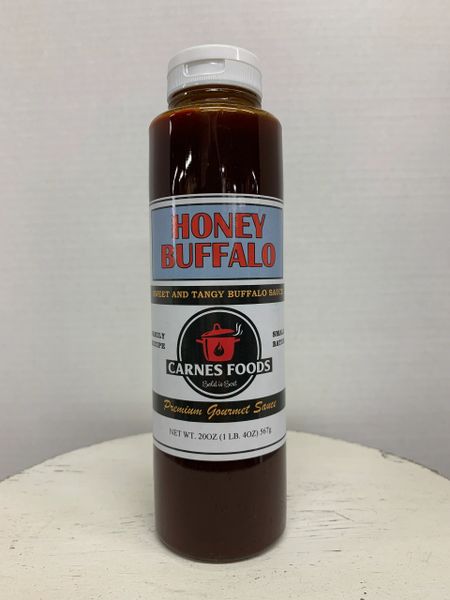 HONEY
BUFFALO
SWEET AND TANGY BUFFALO SAUCE
FAMILY
RECIPE
SMALL
BATCH
CARNES FOODS
Sold is Best
Premium Gourmet Sauce
NET WT. 20OZ (1 LB. 4OZ) 567g